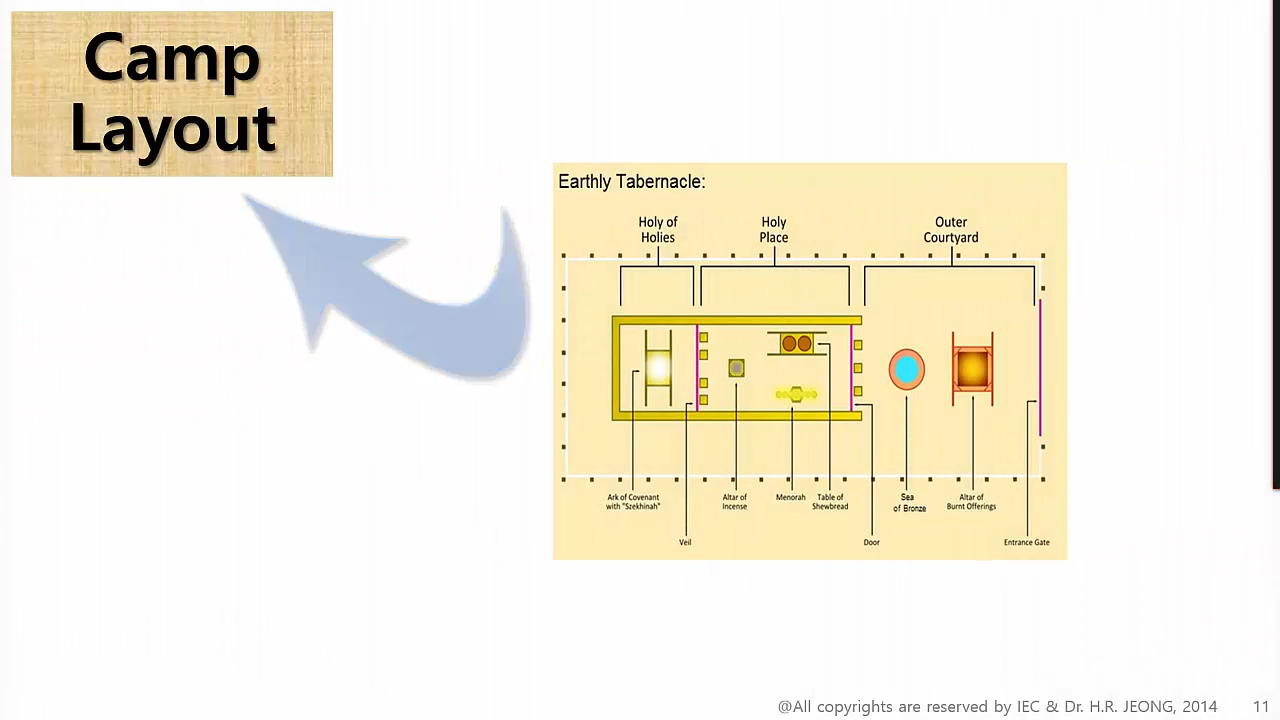 Camp
Layout
Earthly Tabernacle:
Holy of
Holies
Holy
Place
Outer
Courtyard
Ark of Covenant
with "Szekhinah"
Altar of
Incense
Menorah
Table of
Shewbread
Sea
of Bronze
Altar of
Burnt Offerings
Veil
Door
Entrance Gate
@All copyrights are reserved by IEC & Dr. H.R. JEONG, 2014
11